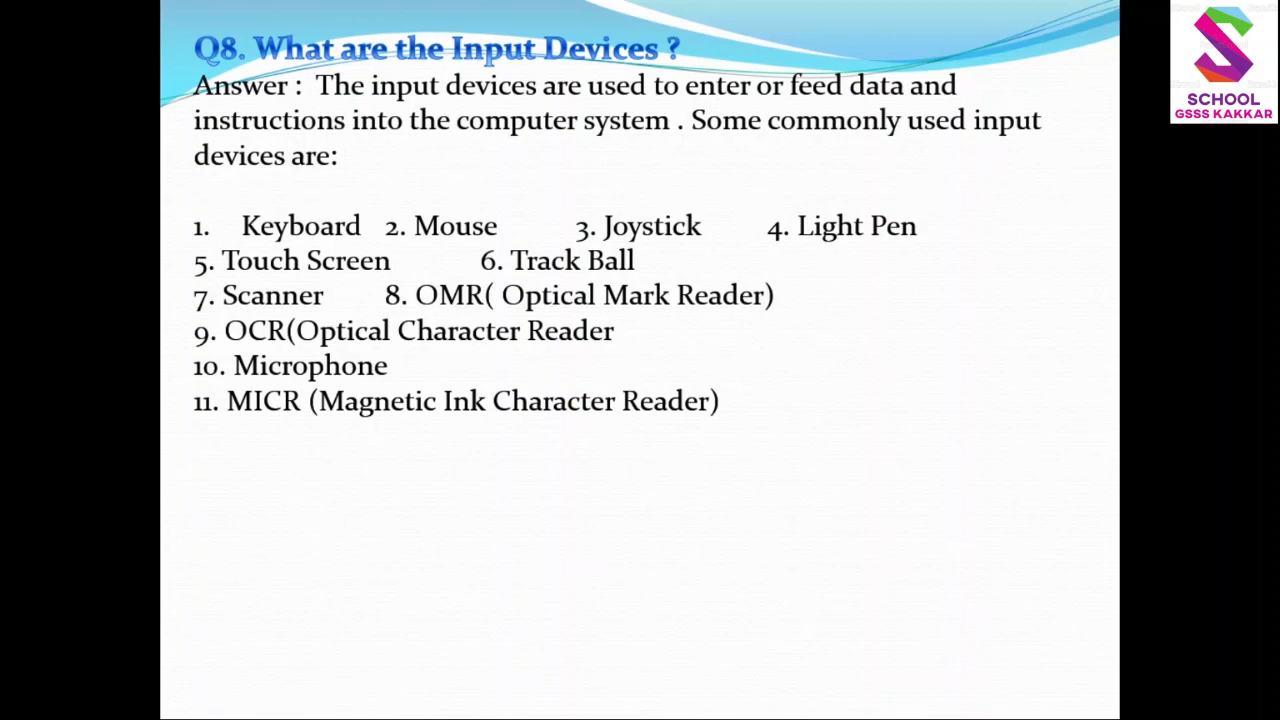 Q8. What are the Input Devices ?
Answer :  The input devices are used to enter or feed data and
instructions into the computer system . Some commonly used input
devices are:
1.    Keyboard   2. Mouse          3. Joystick        4. Light Pen
5. Touch Screen           6. Track Ball
7. Scanner       8. OMR( Optical Mark Reader)
9. OCR(Optical Character Reader
10. Microphone
11. MICR (Magnetic Ink Character Reader)
SCHOOL
GSSS KAKKAR